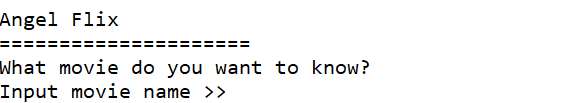 Angel Flix
=====================
What movie do you want to know?
Input movie name >>